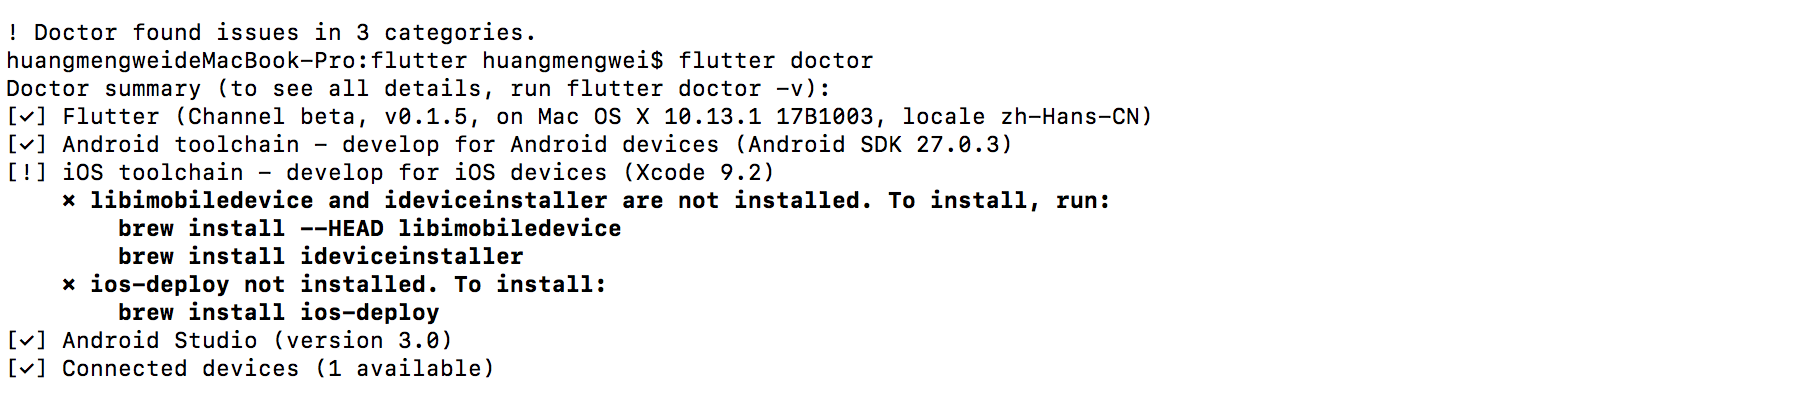 ! Doctor found issues in 3 categories.
huangmengweideMacBook-Pro:flutter huangmengwei$ flutter doctor
Doctor summary (to see all details, run flutter doctor -v):
[✓] Flutter (Channel beta, v0.1.5, on Mac OS X 10.13.1 17B1003, locale zh-Hans-CN)
[✓] Android toolchain - develop for Android devices (Android SDK 27.0.3)
[!] iOS toolchain - develop for iOS devices (Xcode 9.2)
    ✗ libimobiledevice and ideviceinstaller are not installed. To install, run:
        brew install --HEAD libimobiledevice
        brew install ideviceinstaller
    ✗ ios-deploy not installed. To install:
        brew install ios-deploy
[✓] Android Studio (version 3.0)
[✓] Connected devices (1 available)